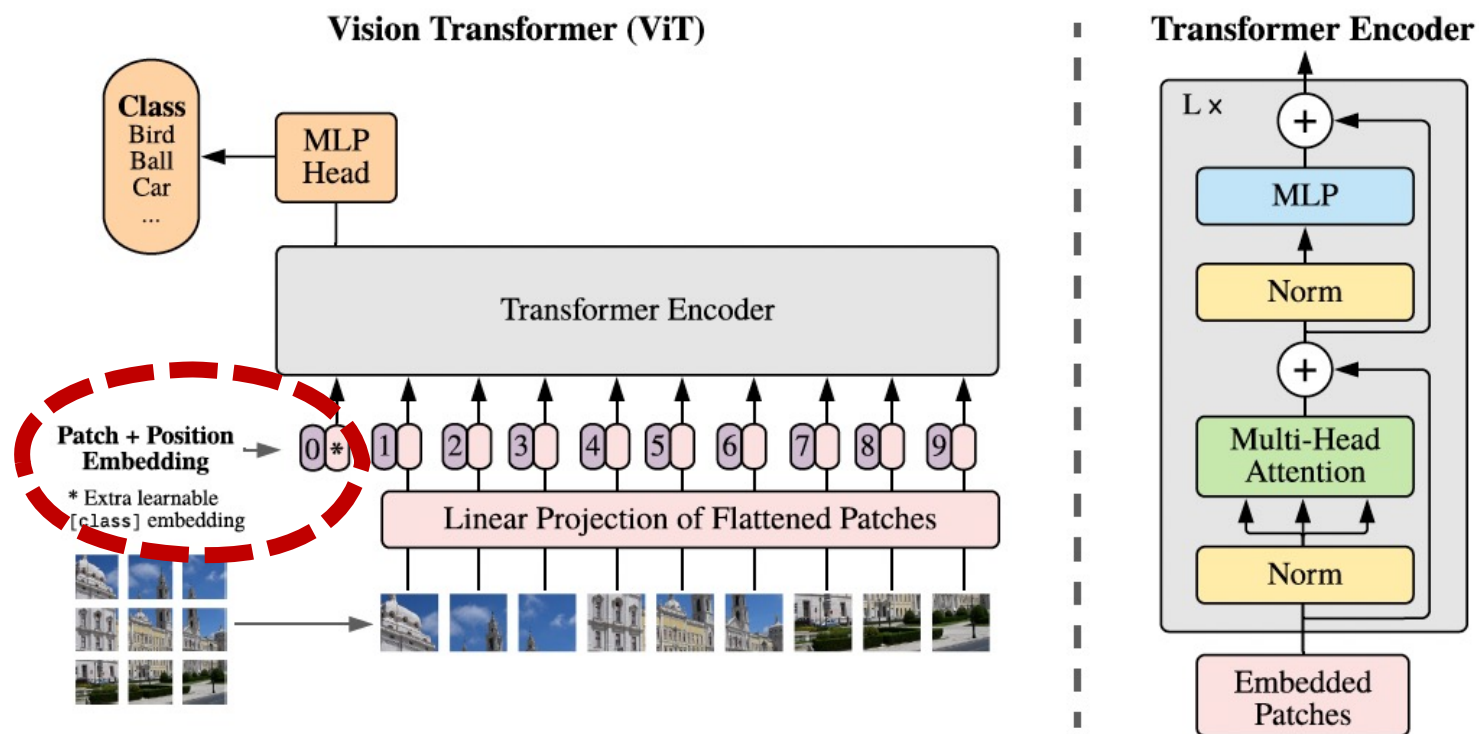 Vision Transformer (ViT)
Class
Bird
Ball
Car
...
MLP
Head
Transformer Encoder
Patch + Position
Embedding
* Extra learnable
[class] embedding
0 * 1 2 3 4 5 6 7 8 9
Linear Projection of Flattened Patches
Transformer Encoder
L ×
+
MLP
Norm
+
Multi-Head
Attention
Norm
Embedded
Patches